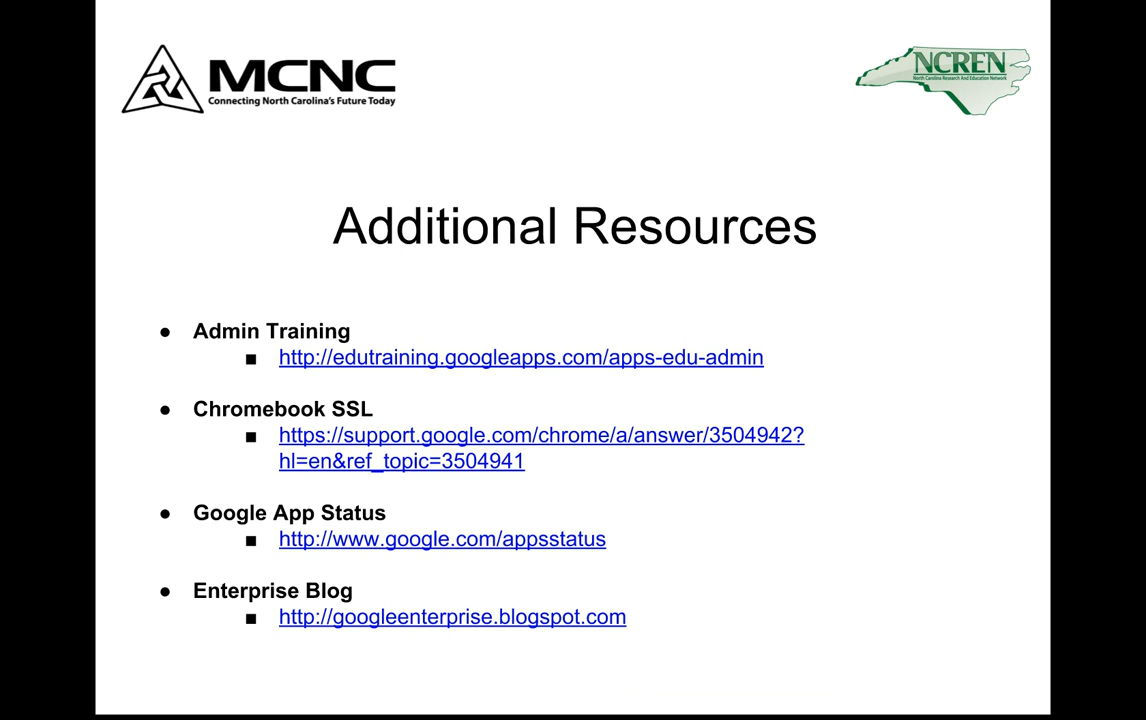 MCNC
Connecting North Carolina's Future Today
NCREN
North Carolina Research And Education Network
Additional Resources
● Admin Training
■ http://edutraining.googleapps.com/apps-edu-admin
● Chromebook SSL
■ https://support.google.com/chrome/a/answer/3504942?
hl=en&ref_topic=3504941
● Google App Status
■ http://www.google.com/appsstatus
● Enterprise Blog
■ http://googleenterprise.blogspot.com